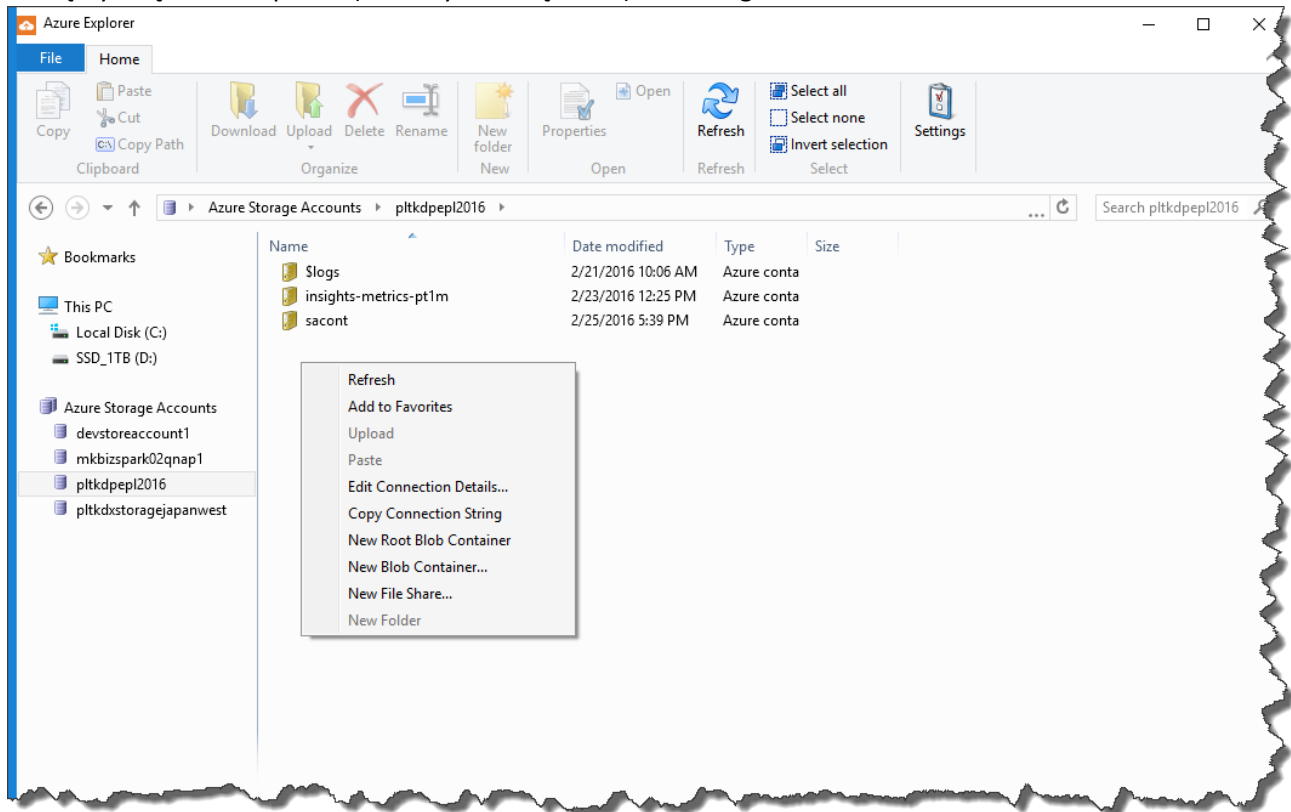 Azure Explorer
File Home
Copy
Paste
Cut
Copy Path
Clipboard
Download Upload Delete Rename
Organize
New folder
New
Properties
Open
Open
Refresh
Refresh
Select all
Select none
Invert selection
Select
Settings
Azure Storage Accounts pltkdpepl2016
... Search pltkdpepl2016
Bookmarks
This PC
Local Disk (C:)
SSD_1TB (D:)
Azure Storage Accounts
devstoreaccount1
mkbizspark02qnap1
pltkdpepl2016
pltkdxstoragejapanwest
Name Date modified Type Size
$logs 2/21/2016 10:06 AM Azure conta
insights-metrics-pt1m 2/23/2016 12:25 PM Azure conta
sacont 2/25/2016 5:39 PM Azure conta
Refresh
Add to Favorites
Upload
Paste
Edit Connection Details...
Copy Connection String
New Root Blob Container
New Blob Container...
New File Share...
New Folder